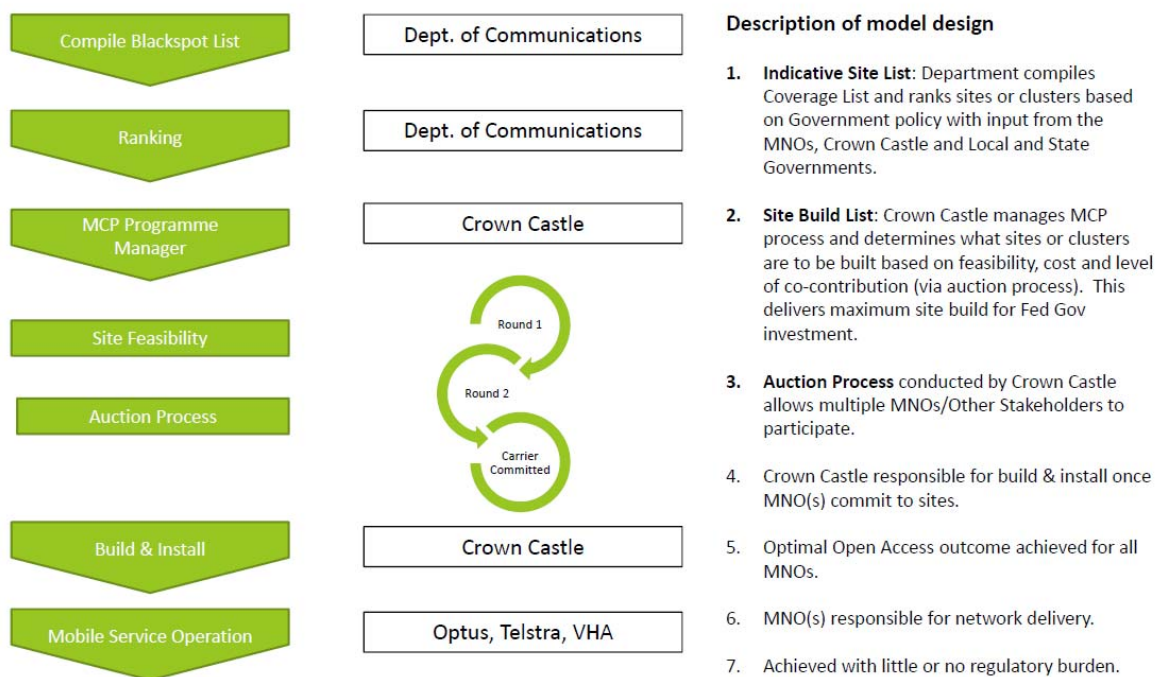 Compile Blackspot List
Dept. of Communications
Ranking
Dept. of Communications
MCP Programme
Manager
Crown Castle
Site Feasibility
Auction Process
Round 1
Round 2
Carrier
Committed
Build & Install
Crown Castle
Mobile Service Operation
Optus, Telstra, VHA
Description of model design
1. Indicative Site List: Department compiles
Coverage List and ranks sites or clusters based
on Government policy with input from the
MNOs, Crown Castle and Local and State
Governments.
2. Site Build List: Crown Castle manages MCP
process and determines what sites or clusters
are to be built based on feasibility, cost and level
of co-contribution (via auction process). This
delivers maximum site build for Fed Gov
investment.
3. Auction Process conducted by Crown Castle
allows multiple MNOs/Other Stakeholders to
participate.
4. Crown Castle responsible for build & install once
MNO(s) commit to sites.
5. Optimal Open Access outcome achieved for all
MNOs.
6. MNO(s) responsible for network delivery.
7. Achieved with little or no regulatory burden.